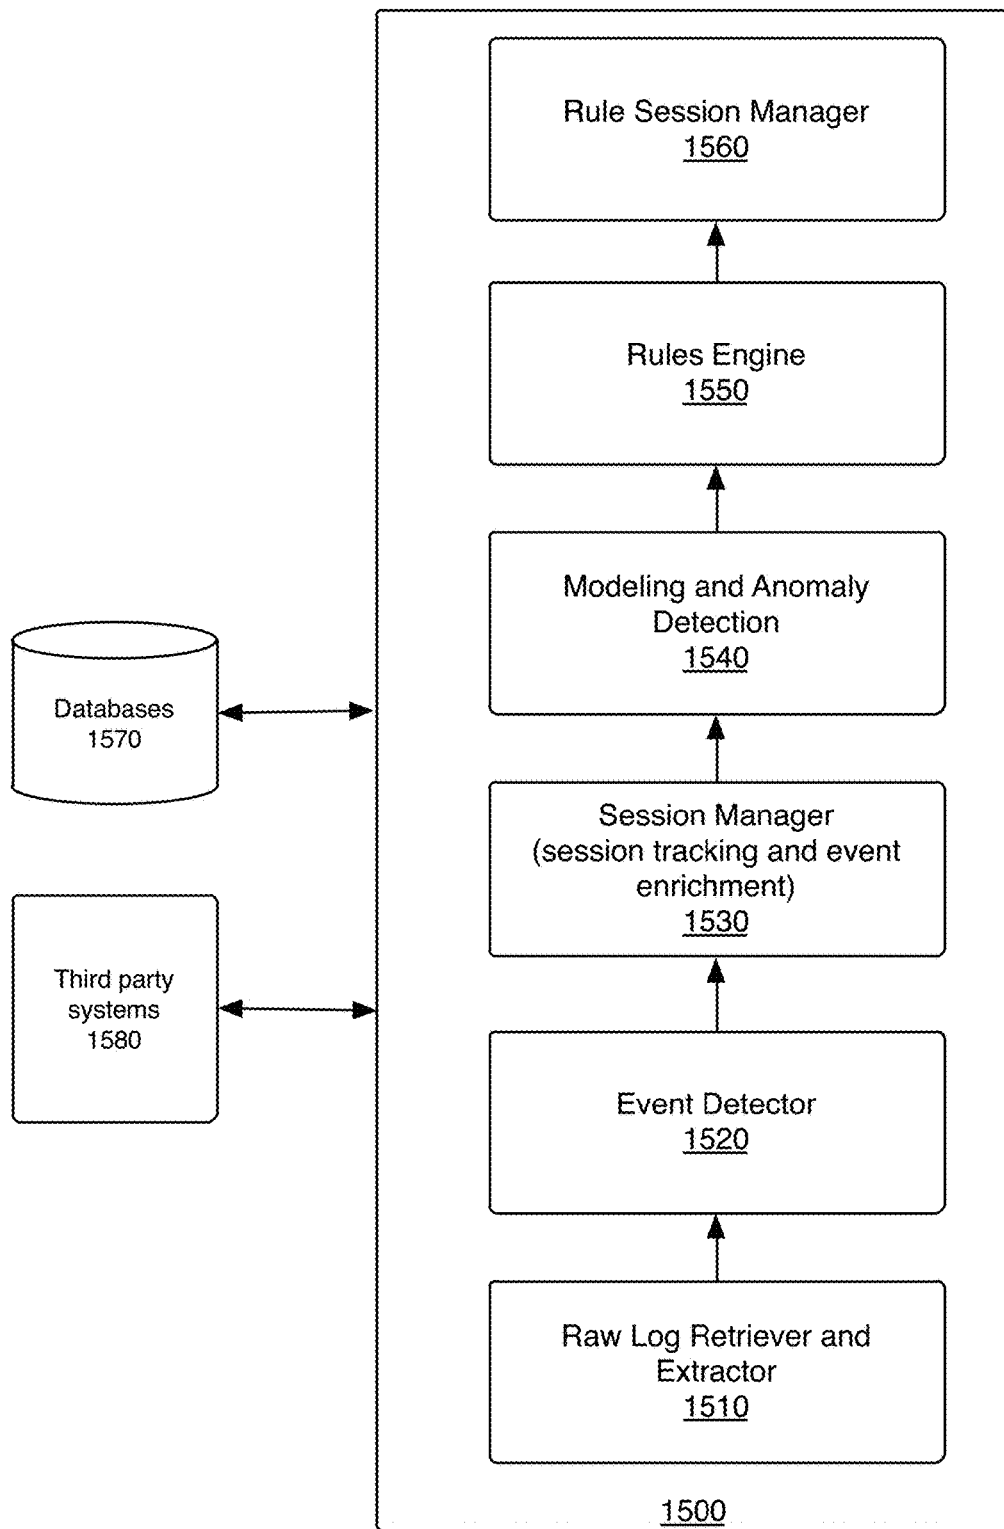 Rule Session Manager
1560
Rules Engine
1550
Modeling and Anomaly
Detection
1540
Databases
1570
Session Manager
(session tracking and event
enrichment)
1530
Third party
systems
1580
Event Detector
1520
Raw Log Retriever and
Extractor
1510
1500